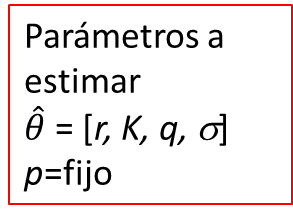 Parámetros a
estimar
θ̂ = [r, K, q, σ]
p=fijo